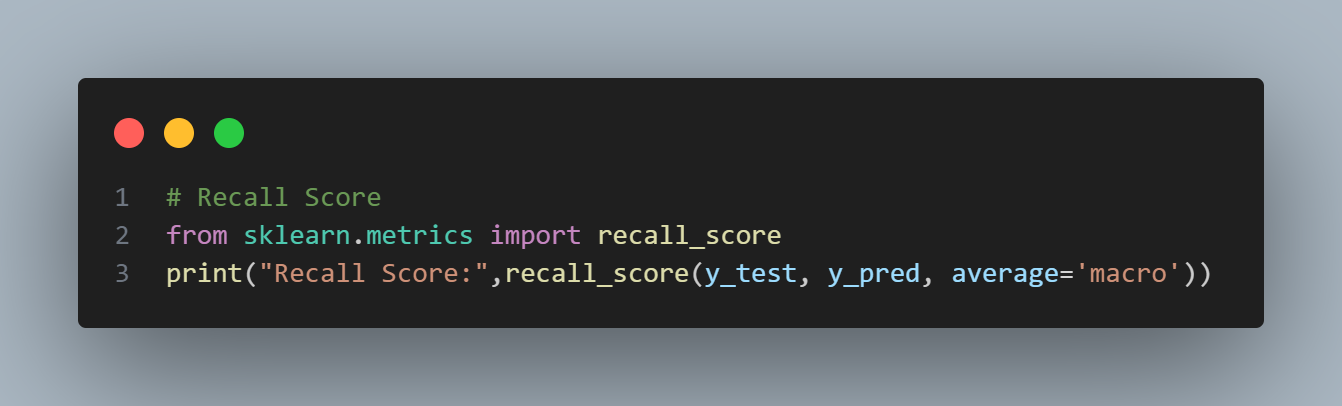 1 # Recall Score
2 from sklearn.metrics import recall_score
3 print("Recall Score:",recall_score(y_test, y_pred, average='macro'))